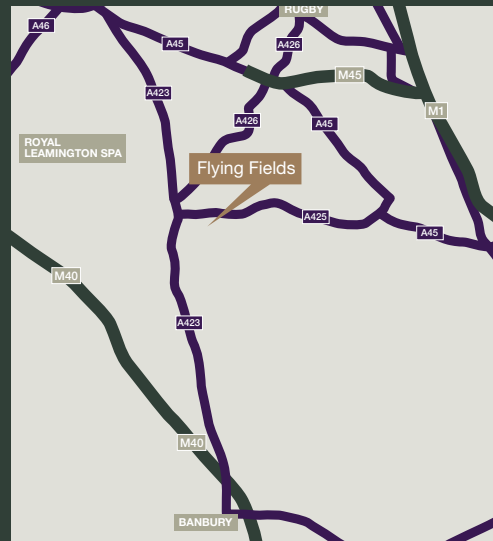 RUGBY
A46
A45
A426
M45
A423
M1
A426
A45
ROYAL
LEAMINGTON SPA
Flying Fields
A425
A45
M40
A423
M40
BANBURY